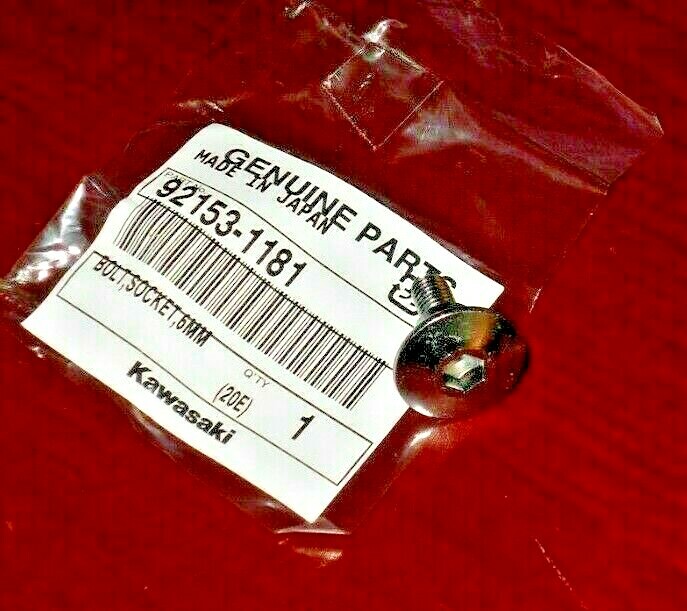 GENUINE PARTS
MADE IN JAPAN
92153-1181
BOLT,SOCKET,6MM
Q'TY
(20E)
1
Kawasaki